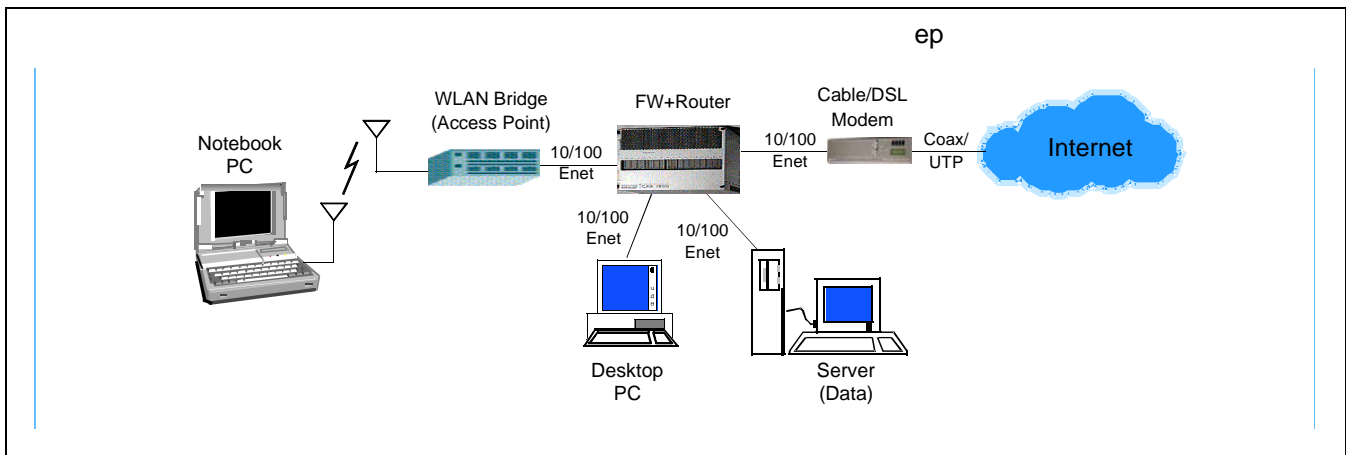 ep
WLAN Bridge
(Access Point)
FW+Router
Cable/DSL
Modem
Notebook
PC
10/100
Enet
10/100
Enet
Coax/
UTP
Internet
10/100
Enet
10/100
Enet
Desktop
PC
Server
(Data)